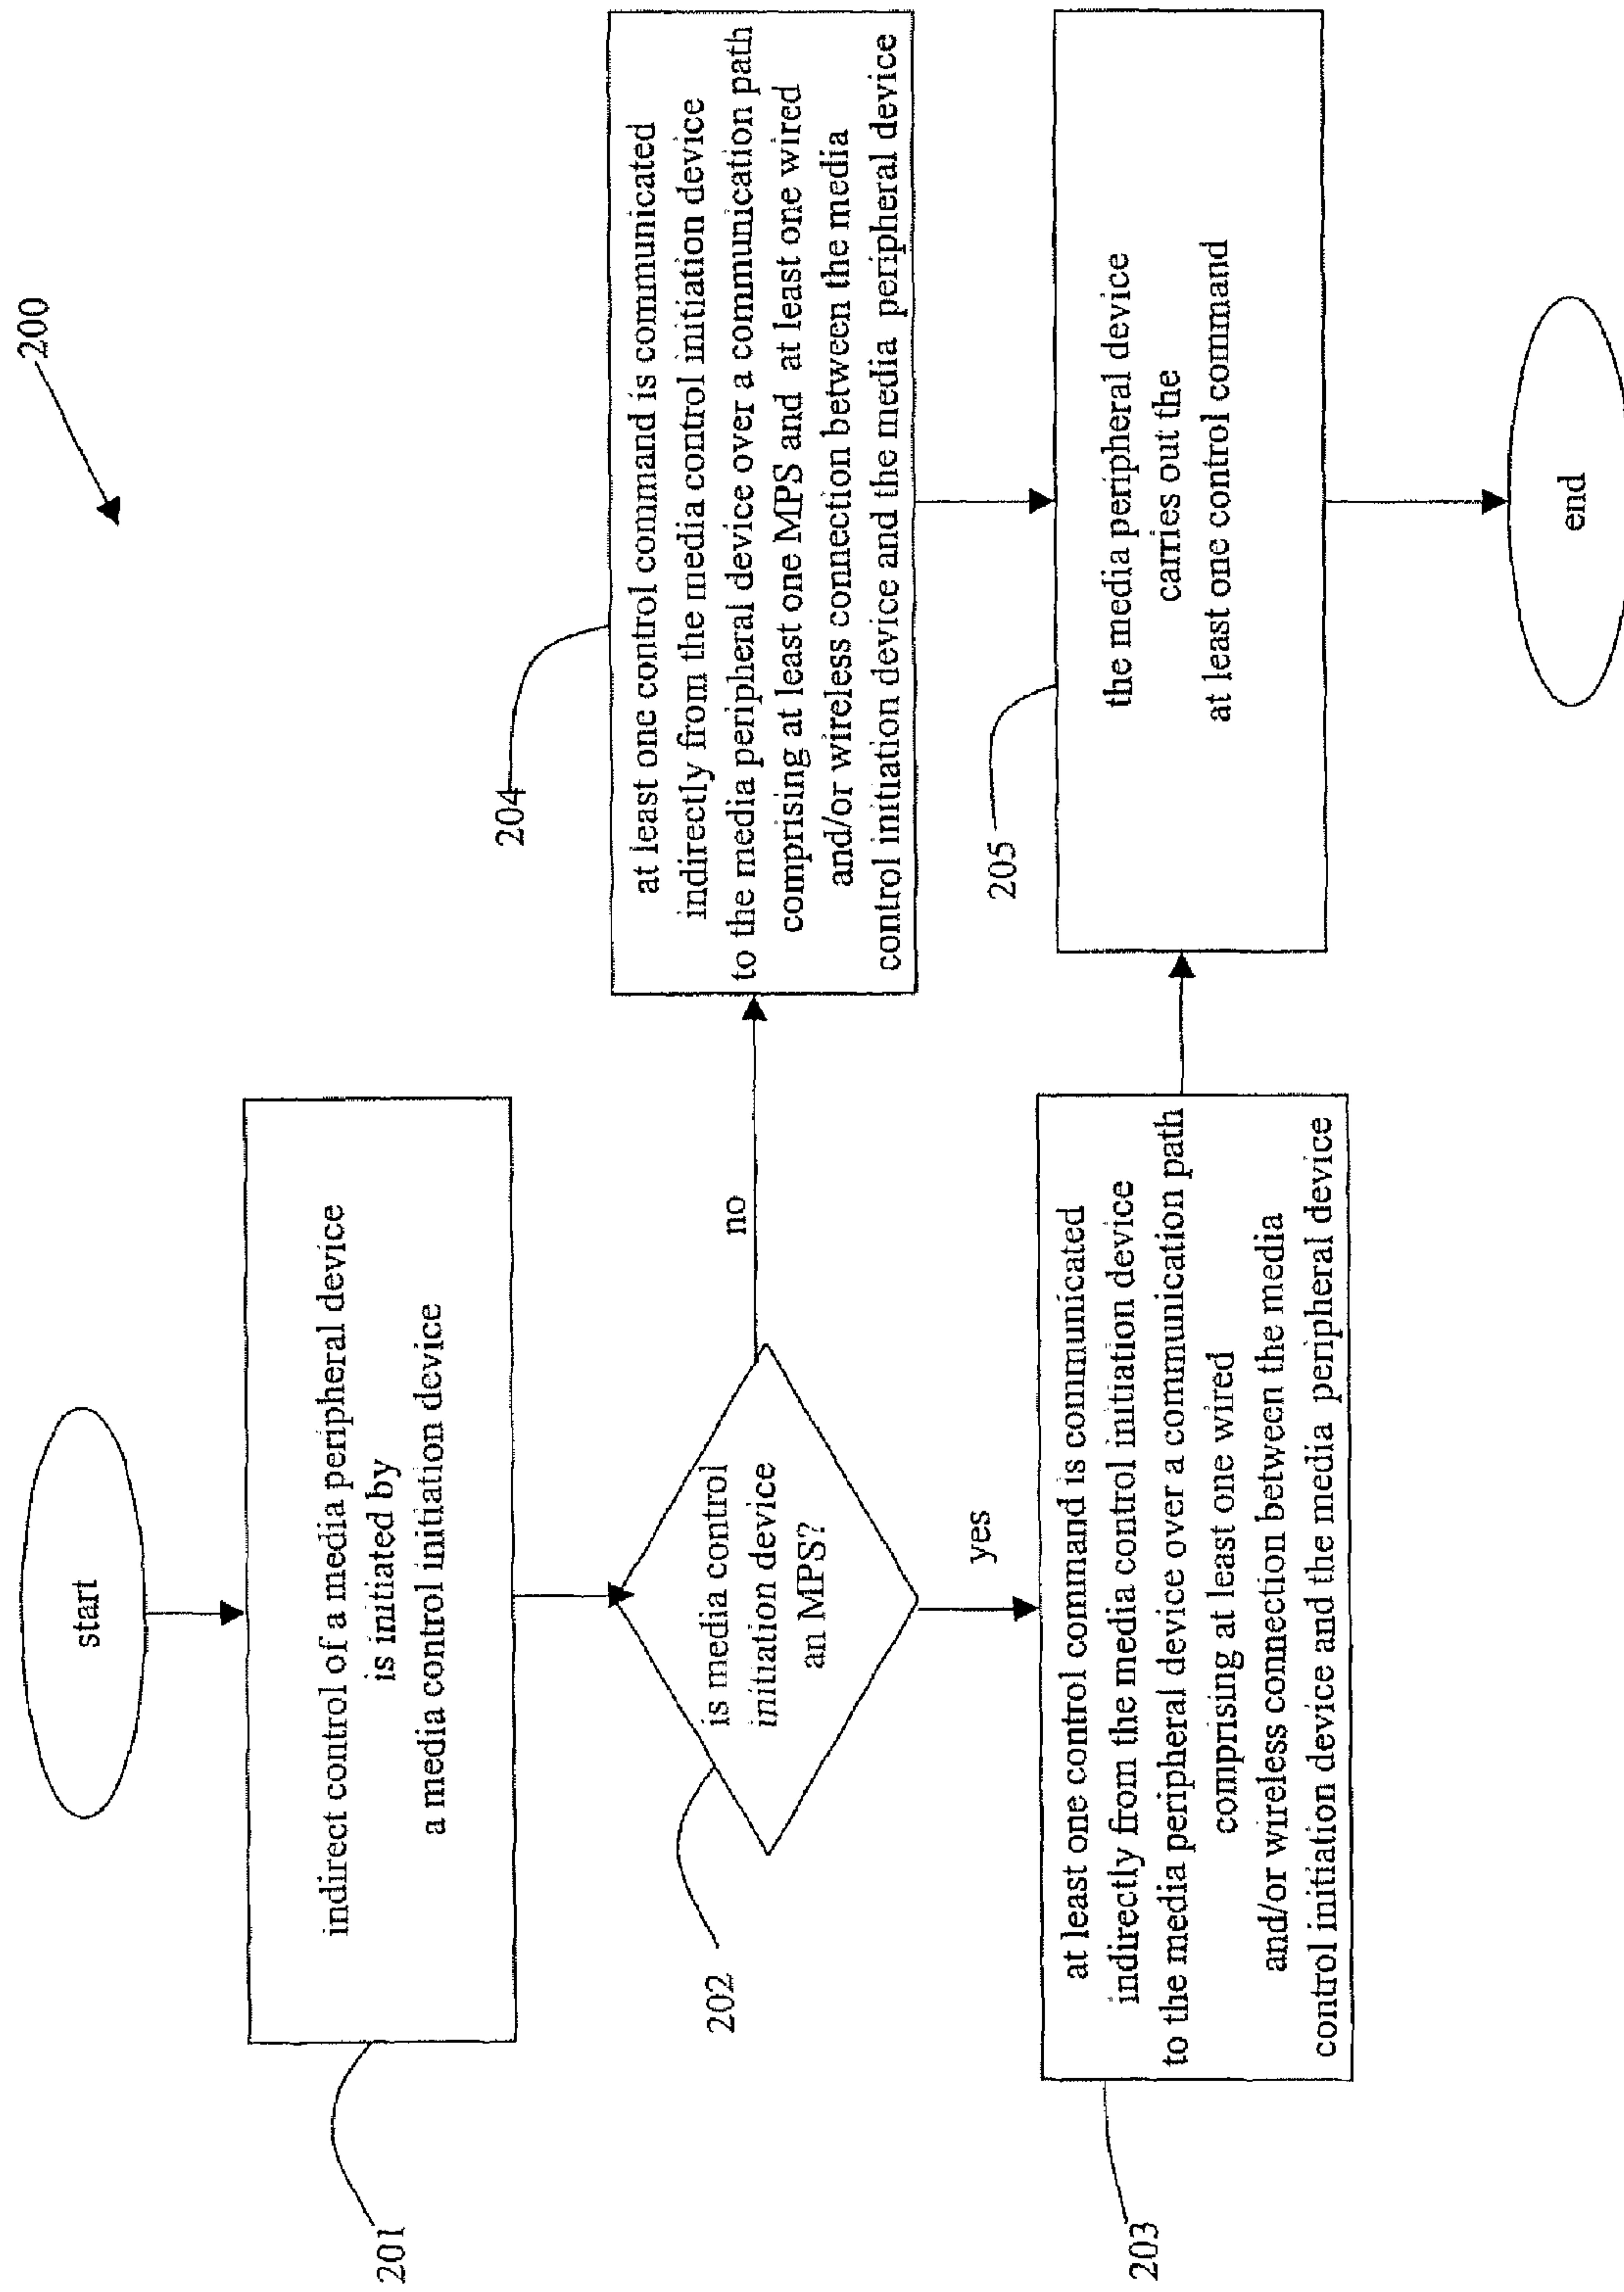 200
start
201
indirect control of a media peripheral device
is initiated by
a media control initiation device
202
is media control
initiation device
an MPS?
no
yes
204
at least one control command is communicated
indirectly from the media control initiation device
to the media peripheral device over a communication path
comprising at least one MPS and at least one wired
and/or wireless connection between the media
control initiation device and the media peripheral device
203
at least one control command is communicated
indirectly from the media control initiation device
to the media peripheral device over a communication path
comprising at least one wired
and/or wireless connection between the media
control initiation device and the media peripheral device
205
the media peripheral device
carries out the
at least one control command
end